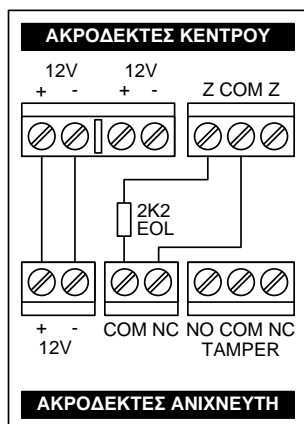 ΑΚΡΟΔΕΚΤΕΣ ΚΕΝΤΡΟΥ
12V 12V
+ - + - Z COM Z
2K2
EOL
+ - COM NC NO COM NC
12V TAMPER
ΑΚΡΟΔΕΚΤΕΣ ΑΝΙΧΝΕΥΤΗ